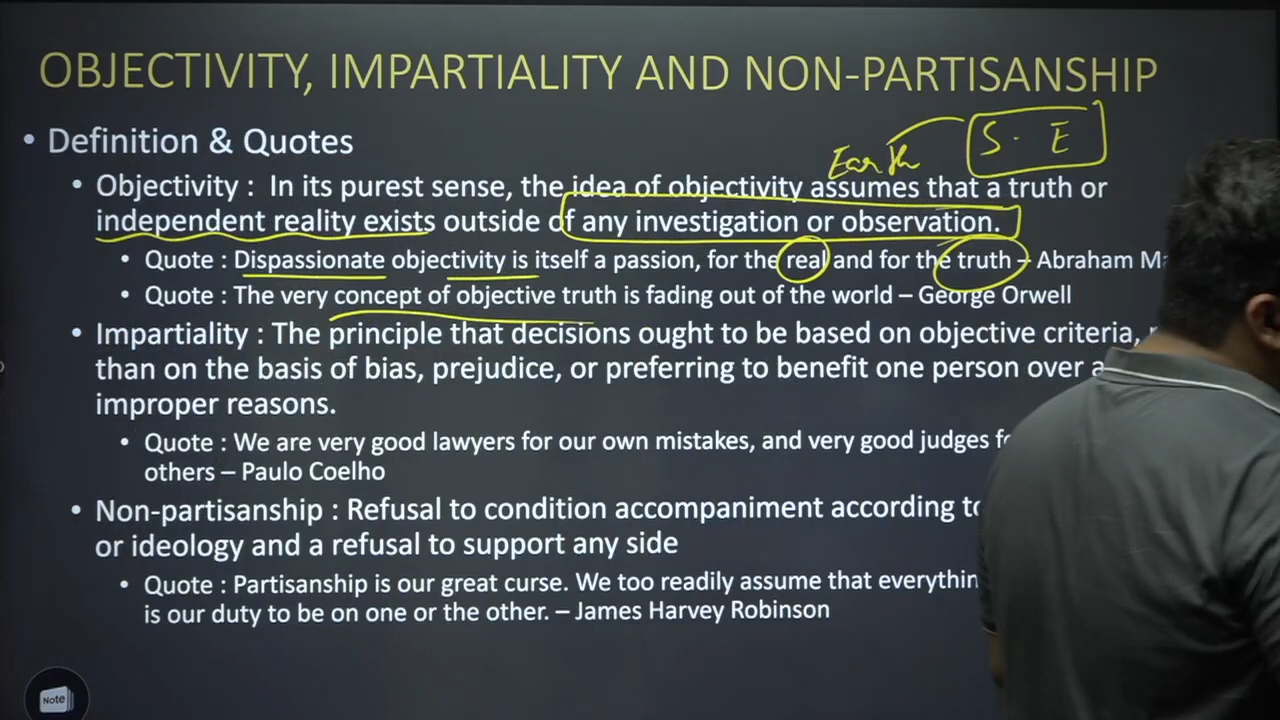 OBJECTIVITY, IMPARTIALITY AND NON-PARTISANSHIP
• Definition & Quotes
Earth
S. E
• Objectivity : In its purest sense, the idea of objectivity assumes that a truth or
independent reality exists outside of any investigation or observation.
• Quote : Dispassionate objectivity is itself a passion, for the real and for the truth – Abraham
• Quote : The very concept of objective truth is fading out of the world – George Orwell
• Impartiality : The principle that decisions ought to be based on objective criteria,
than on the basis of bias, prejudice, or preferring to benefit one person over
improper reasons.
• Quote : We are very good lawyers for our own mistakes, and very good judges
others – Paulo Coelho
• Non-partisanship : Refusal to condition accompaniment according
or ideology and a refusal to support any side
• Quote : Partisanship is our great curse. We too readily assume that
is our duty to be on one or the other. – James Harvey Robinson
Note